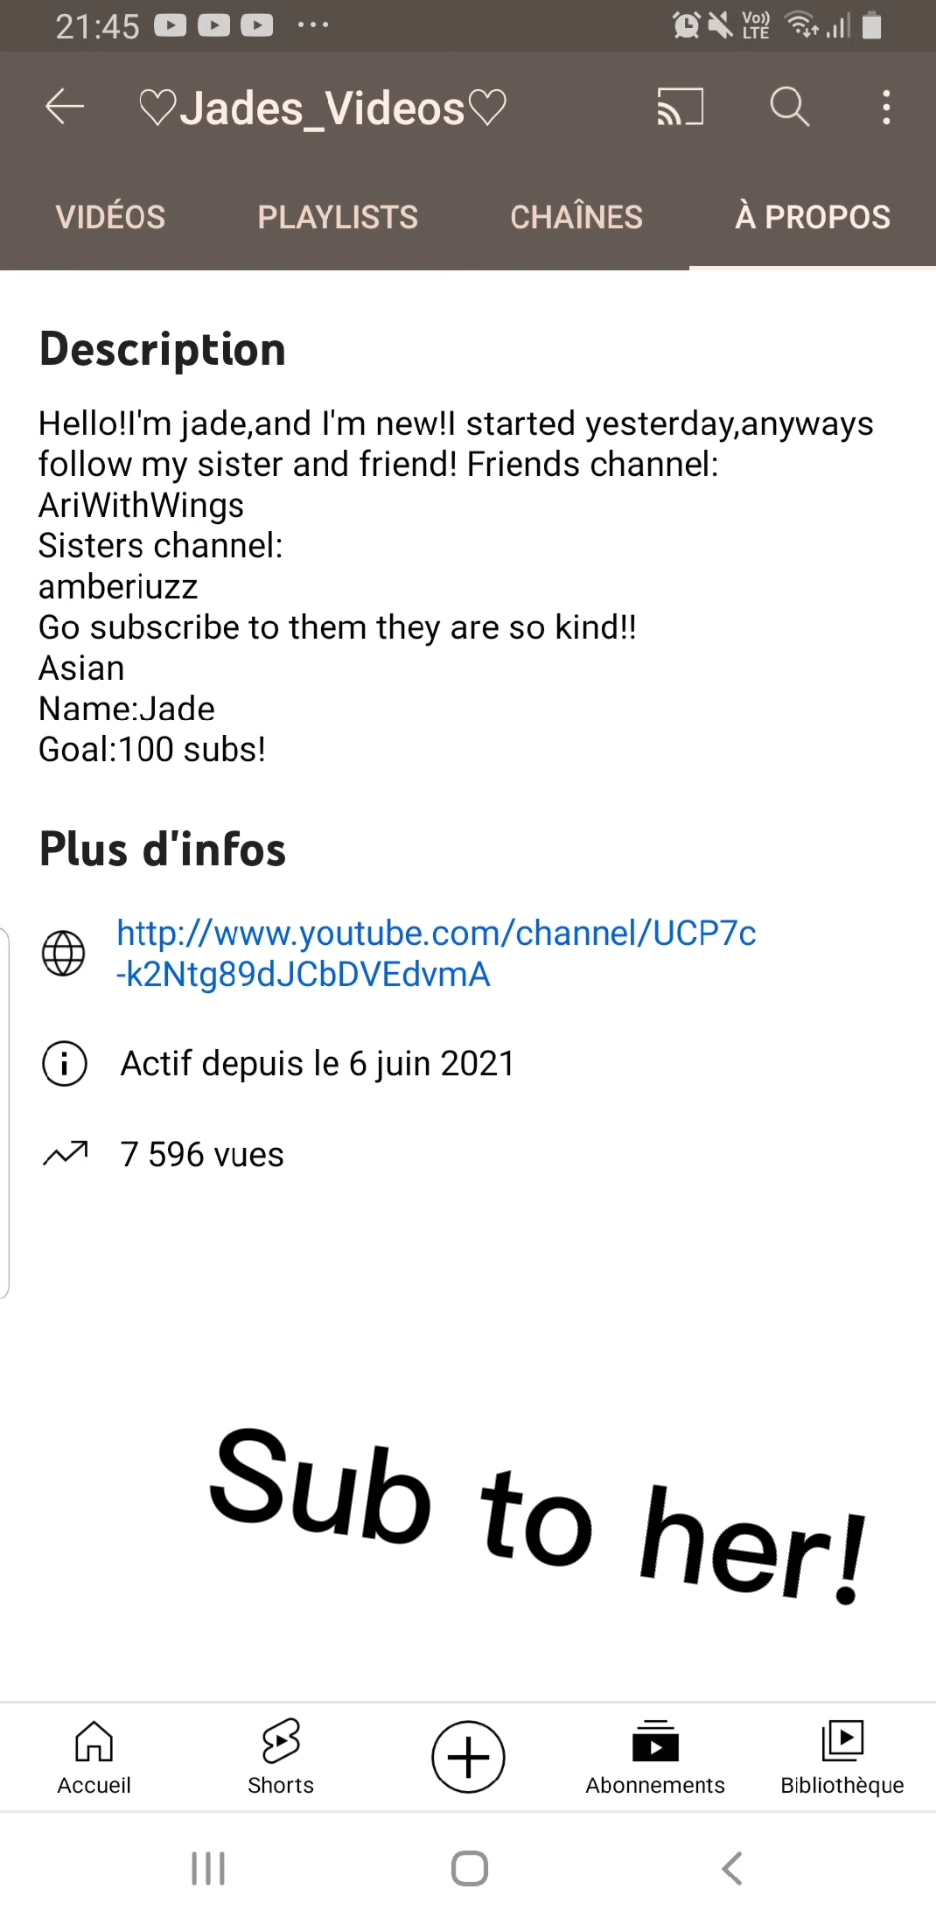 21:45
Vo)) LTE
♡Jades_Videos♡
VIDÉOS PLAYLISTS CHAÎNES À PROPOS
Description
Hello!I'm jade,and I'm new!I started yesterday,anyways
follow my sister and friend! Friends channel:
AriWithWings
Sisters channel:
amberiuzz
Go subscribe to them they are so kind!!
Asian
Name:Jade
Goal:100 subs!
Plus d'infos
http://www.youtube.com/channel/UCP7c
-k2Ntg89dJCbDVEdvmA
Actif depuis le 6 juin 2021
7 596 vues
Sub to her!
Accueil Shorts Abonnements Bibliothèque